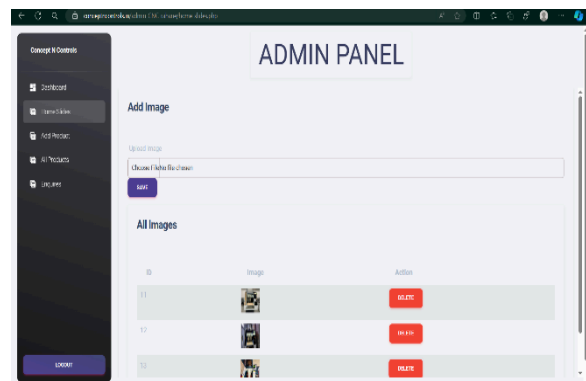 Concept N Controls
ADMIN PANEL
Dashboard
Home Slides
Add Product
All Products
Enquires
LOGOUT
Add Image
Upload Image
Choose File No file chosen
SAVE
All Images
ID
Image
Action
11
DELETE
12
DELETE
13
DELETE